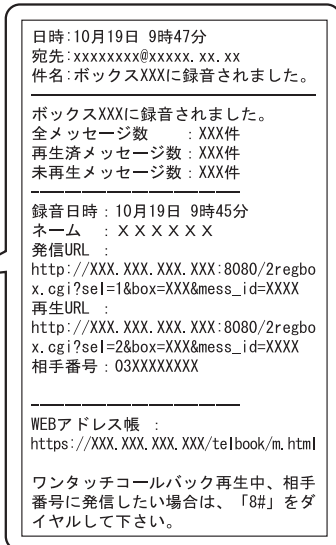 日時:10月19日 9時47分
宛先:xxxxxxxx@xxxxx.xx.xx
件名:ボックスXXXに録音されました。
ボックスXXXに録音されました。
全メッセージ数　　:XXX件
再生済メッセージ数:XXX件
未再生メッセージ数:XXX件
録音日時:10月19日 9時45分
ネーム　:ＸＸＸＸＸＸ
発信URL :
http://XXX.XXX.XXX.XXX:8080/2regbo
x.cgi?sel=1&box=XXX&mess_id=XXXX
再生URL :
http://XXX.XXX.XXX.XXX:8080/2regbo
x.cgi?sel=2&box=XXX&mess_id=XXXX
相手番号:03XXXXXXXX
WEBアドレス帳 :
https://XXX.XXX.XXX.XXX/telbook/m.html
ワンタッチコールバック再生中、相手
番号に発信したい場合は、「8#」をダ
イヤルして下さい。